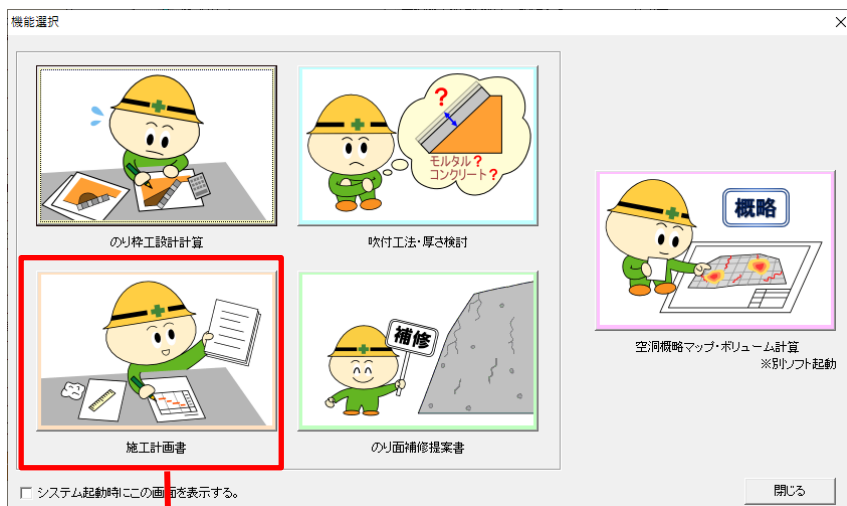 機能選択
?
モルタル?
コンクリート?
のり枠工設計計算
吹付工法・厚さ検討
概略
空洞概略マップ・ボリューム計算
※別ソフト起動
補修
施工計画書
のり面補修提案書
システム起動時にこの画面を表示する。
閉じる